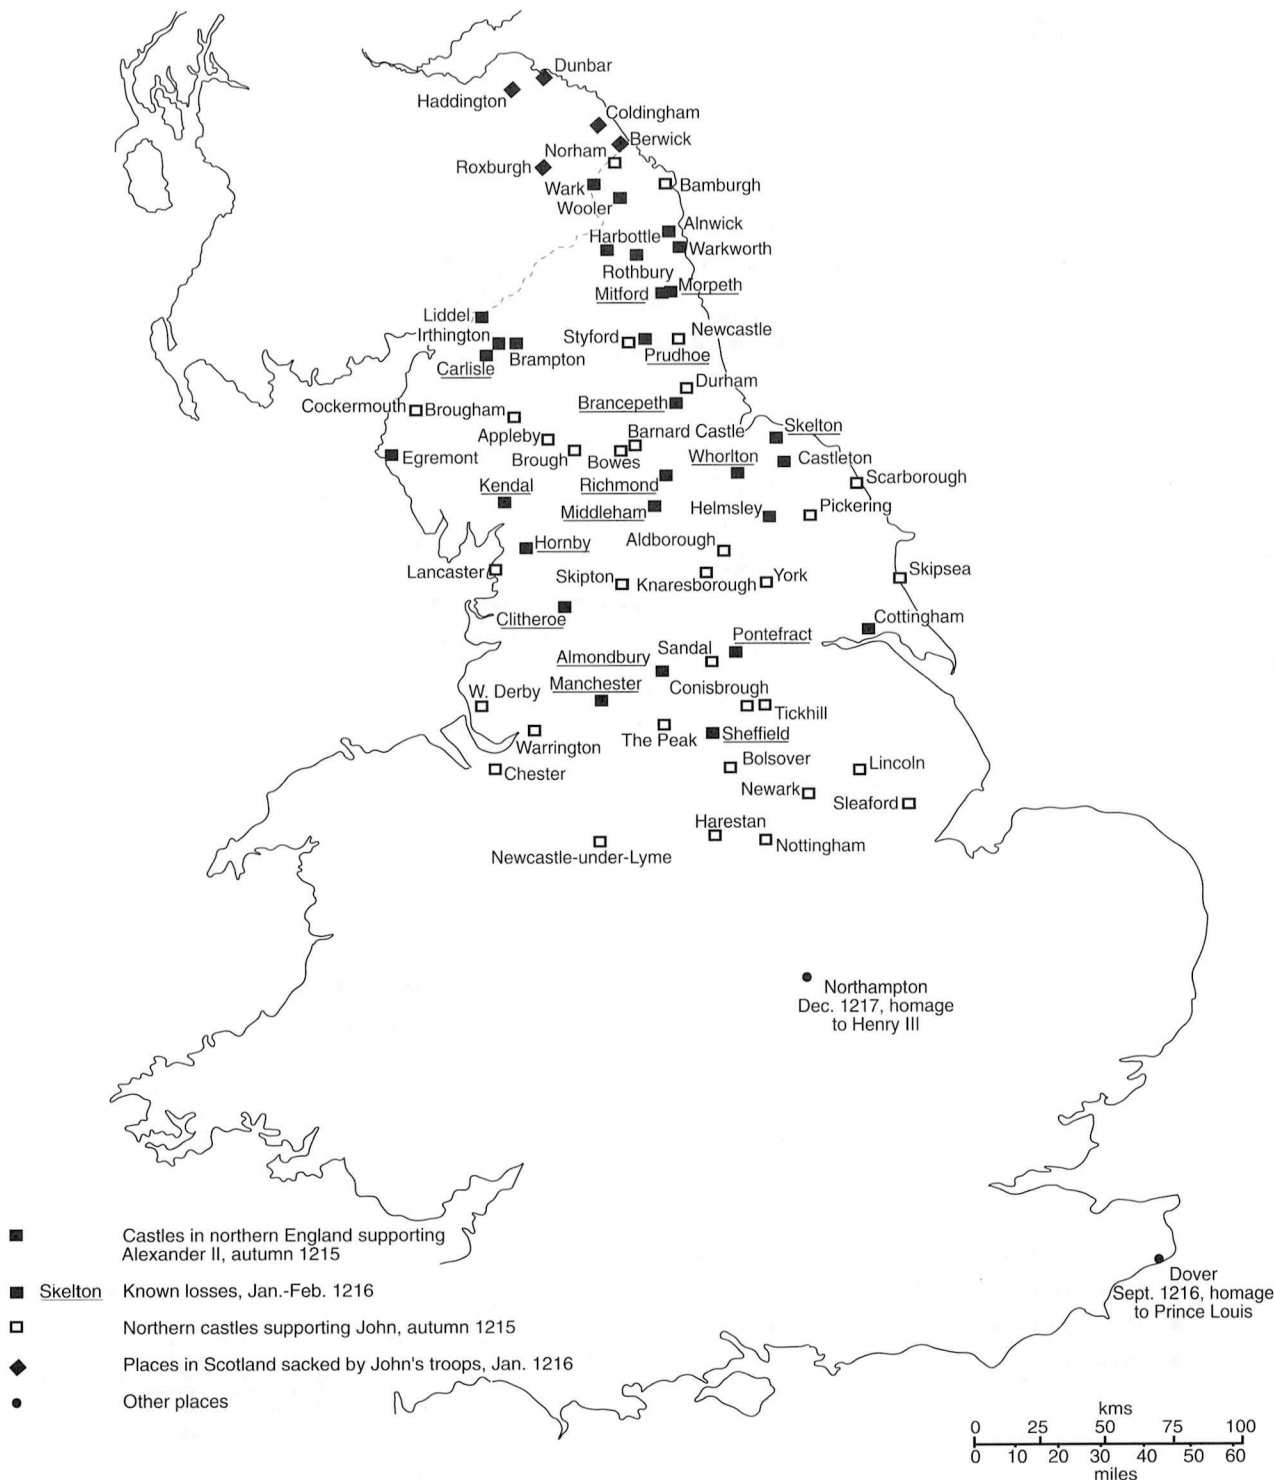 Dunbar
Haddington
Coldingham
Berwick
Norham
Roxburgh
Wark
Bamburgh
Wooler
Alnwick
Harbottle
Warkworth
Rothbury
Mitford
Morpeth
Liddel
Irthington
Styford
Newcastle
Brampton
Prudhoe
Carlisle
Durham
Brancepeth
Cockermouth
Brougham
Skelton
Barnard Castle
Appleby
Egremont
Brough
Bowes
Whorlton
Castleton
Scarborough
Kendal
Richmond
Middleham
Helmsley
Pickering
Hornby
Aldborough
Lancaster
Skipton
Knaresborough
York
Skipsea
Clitheroe
Cottingham
Pontefract
Sandal
Almondbury
Manchester
Conisbrough
W. Derby
Tickhill
Warrington
The Peak
Sheffield
Chester
Bolsover
Lincoln
Newark
Sleaford
Harestan
Newcastle-under-Lyme
Nottingham
Northampton
Dec. 1217, homage
to Henry III
Dover
Sept. 1216, homage
to Prince Louis
Castles in northern England supporting
Alexander II, autumn 1215
Skelton Known losses, Jan.-Feb. 1216
Northern castles supporting John, autumn 1215
Places in Scotland sacked by John's troops, Jan. 1216
Other places
kms
0 25 50 75 100
0 10 20 30 40 50 60
miles